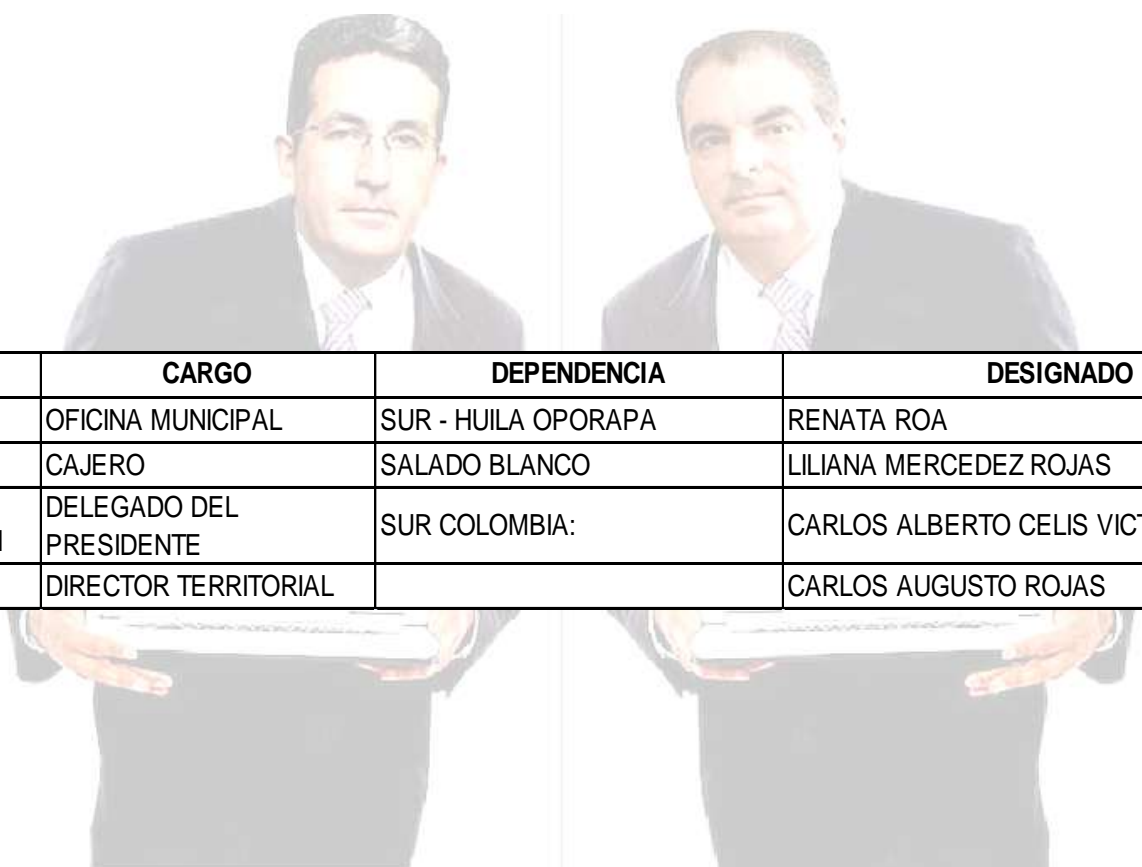 CARGO DEPENDENCIA DESIGNADO
OFICINA MUNICIPAL SUR - HUILA OPORAPA RENATA ROA
CAJERO SALADO BLANCO LILIANA MERCEDEZ ROJAS
DELEGADO DEL
PRESIDENTE SUR COLOMBIA: CARLOS ALBERTO CELIS
DIRECTOR TERRITORIAL CARLOS AUGUSTO ROJAS